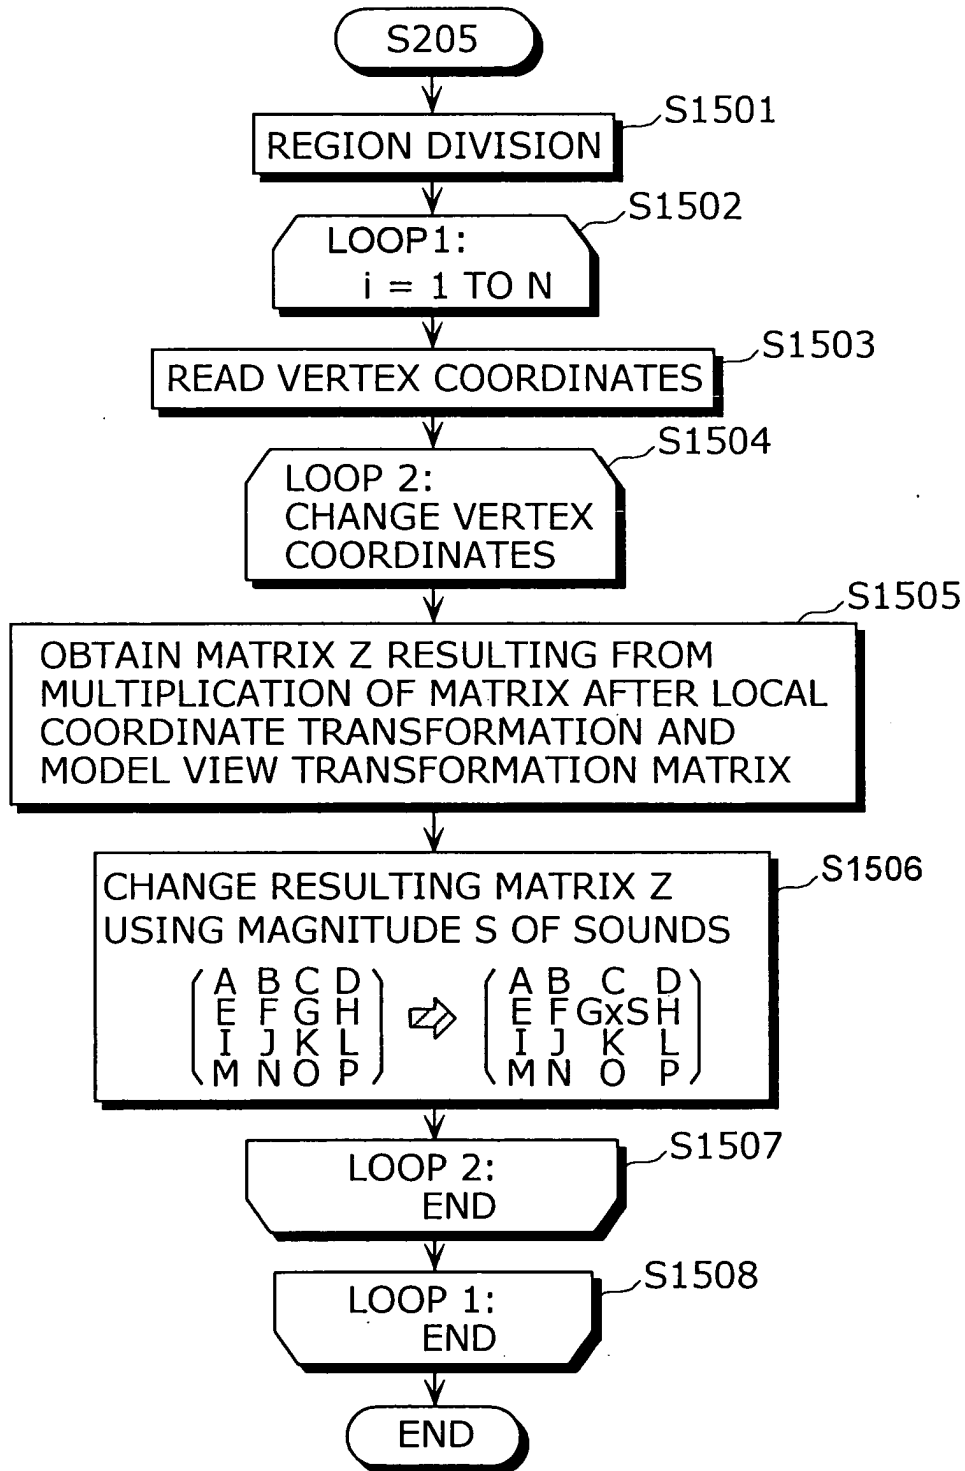 S205
S1501
REGION DIVISION
S1502
LOOP1:
i = 1 TO N
S1503
READ VERTEX COORDINATES
S1504
LOOP 2:
CHANGE VERTEX
COORDINATES
S1505
OBTAIN MATRIX Z RESULTING FROM
MULTIPLICATION OF MATRIX AFTER LOCAL
COORDINATE TRANSFORMATION AND
MODEL VIEW TRANSFORMATION MATRIX
S1506
CHANGE RESULTING MATRIX Z
USING MAGNITUDE S OF SOUNDS
A B C D
E F G H
I J K L
M N O P
A B C D
E F GxS H
I J K L
M N O P
S1507
LOOP 2:
END
S1508
LOOP 1:
END
END